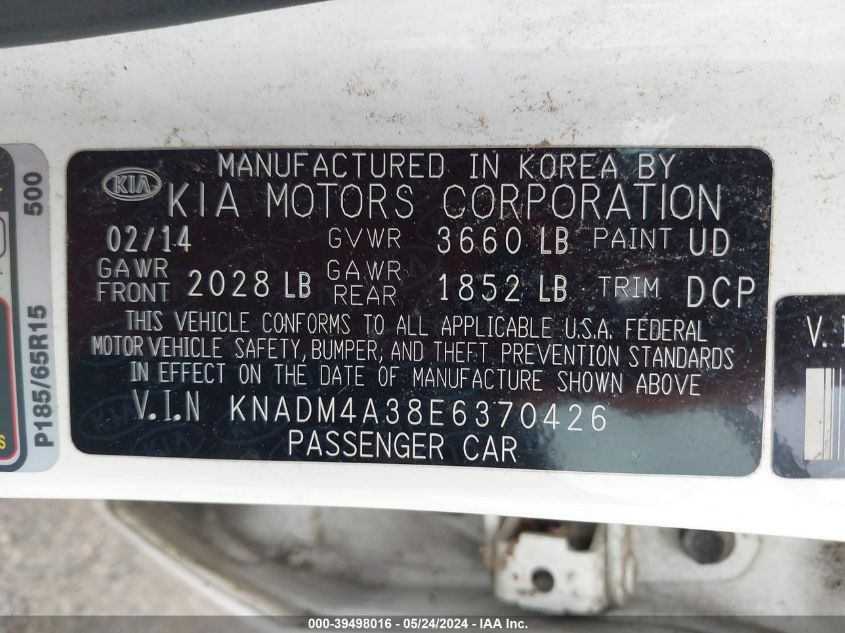 MANUFACTURED IN KOREA BY
KIA KIA MOTORS CORPORATION
02/14 GVWR 3660 LB PAINT UD
GAWR FRONT 2028 LB GAWR REAR 1852 LB TRIM DCP
THIS VEHICLE CONFORMS TO ALL APPLICABLE U.S.A. FEDERAL
MOTOR VEHICLE SAFETY, BUMPER, AND THEFT PREVENTION STANDARDS
IN EFFECT ON THE DATE OF MANUFACTURE SHOWN ABOVE
V.I.N KNADM4A38E6370426
PASSENGER CAR
P185/65R15 500
V.I
000-39498016 - 05/24/2024 - IAA, Inc.